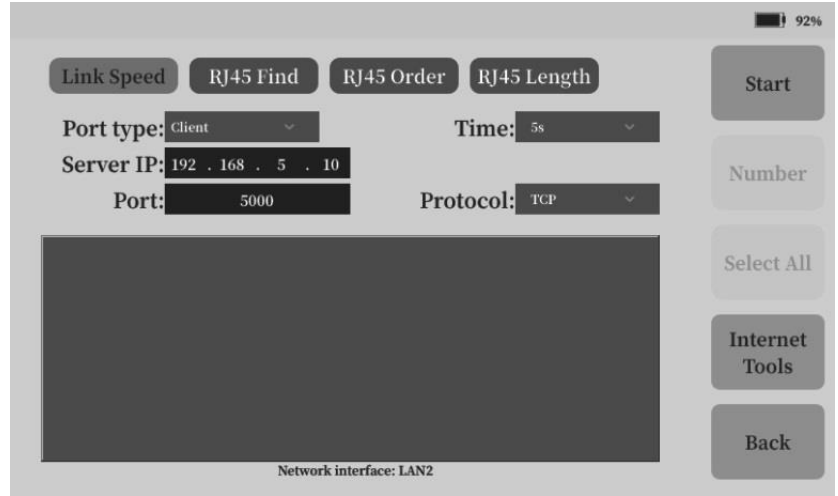 92%
Link Speed RJ45 Find RJ45 Order RJ45 Length
Start
Port type: Client Time: 5s
Server IP: 192 . 168 . 5 . 10
Number
Port: 5000 Protocol: TCP
Select All
Internet
Tools
Back
Network interface: LAN2